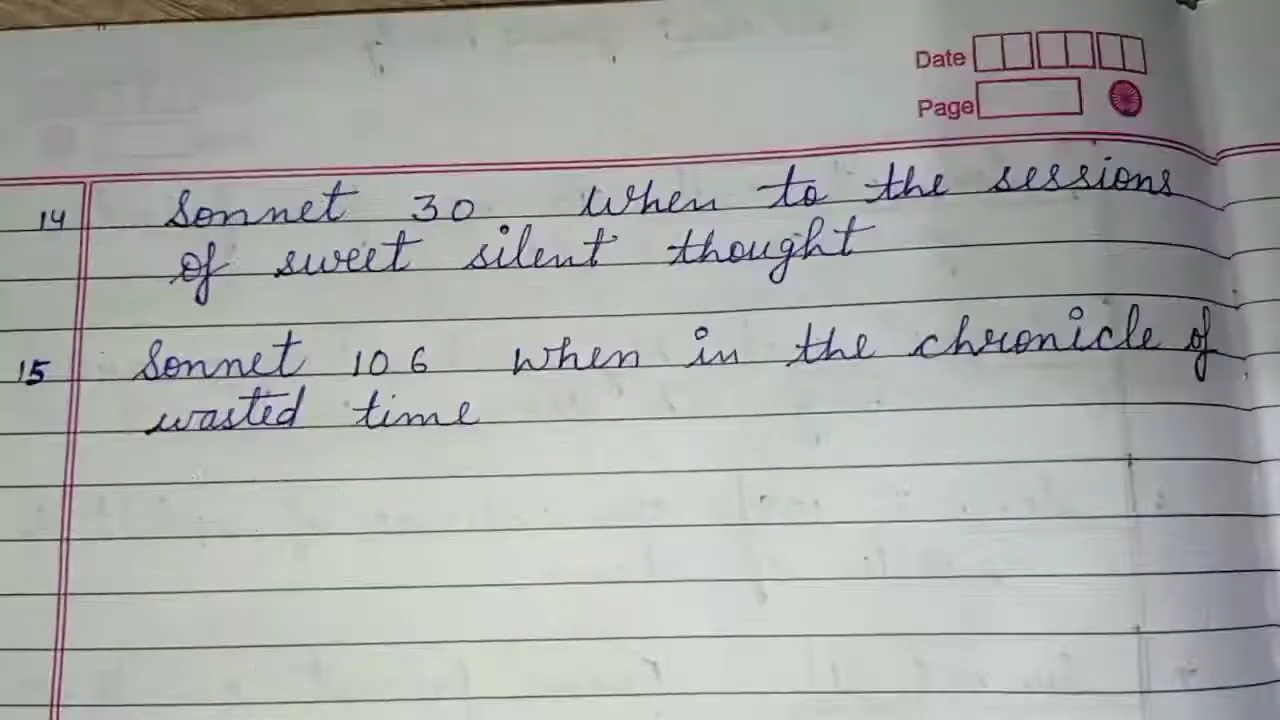 Date
Page
14 Sonnet 30 When to the sessions
of sweet silent thought
15 Sonnet 106 When in the chronicle of
wasted time